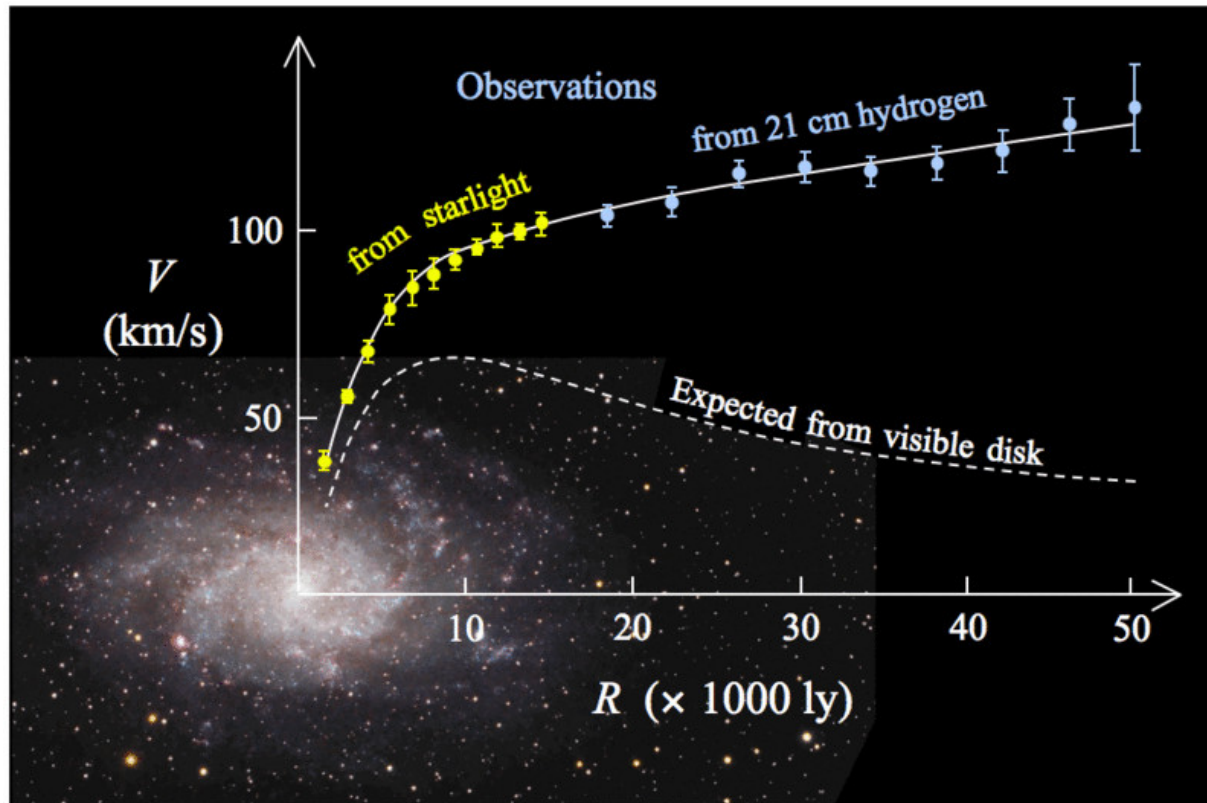 Observations
from 21 cm hydrogen
from starlight
100
V
(km/s)
50
Expected from visible disk
10 20 30 40 50
R (× 1000 ly)